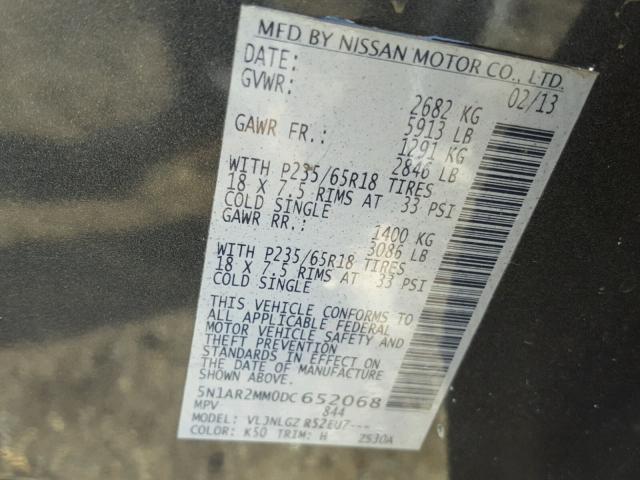 MFD BY NISSAN MOTOR CO., LTD.
DATE: 02/13
GVWR: 2682 KG
5913 LB
GAWR FR.: 1291 KG
2846 LB
WITH P235/65R18 TIRES
18 X 7.5 RIMS AT 33 PSI
COLD SINGLE
GAWR RR.: 1400 KG
3086 LB
WITH P235/65R18 TIRES
18 X 7.5 RIMS AT 33 PSI
COLD SINGLE
THIS VEHICLE CONFORMS TO
ALL APPLICABLE FEDERAL
MOTOR VEHICLE SAFETY AND
THEFT PREVENTION
STANDARDS IN EFFECT ON
THE DATE OF MANUFACTURE
SHOWN ABOVE.
5N1AR2MM0DC652068
MPV 844
MODEL: VLJNLGZ R52EU7---
COLOR: K50 TRIM: H ZS30A